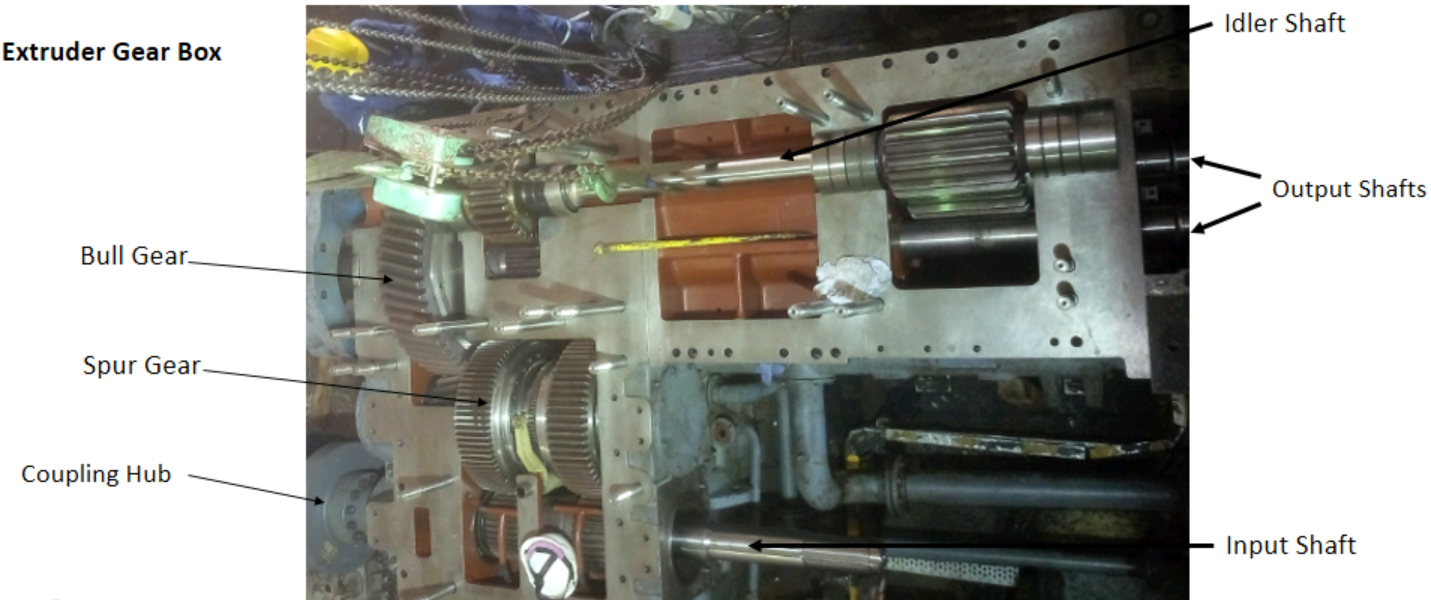 Extruder Gear Box
Idler Shaft
Output Shafts
Bull Gear
Spur Gear
Coupling Hub
Input Shaft